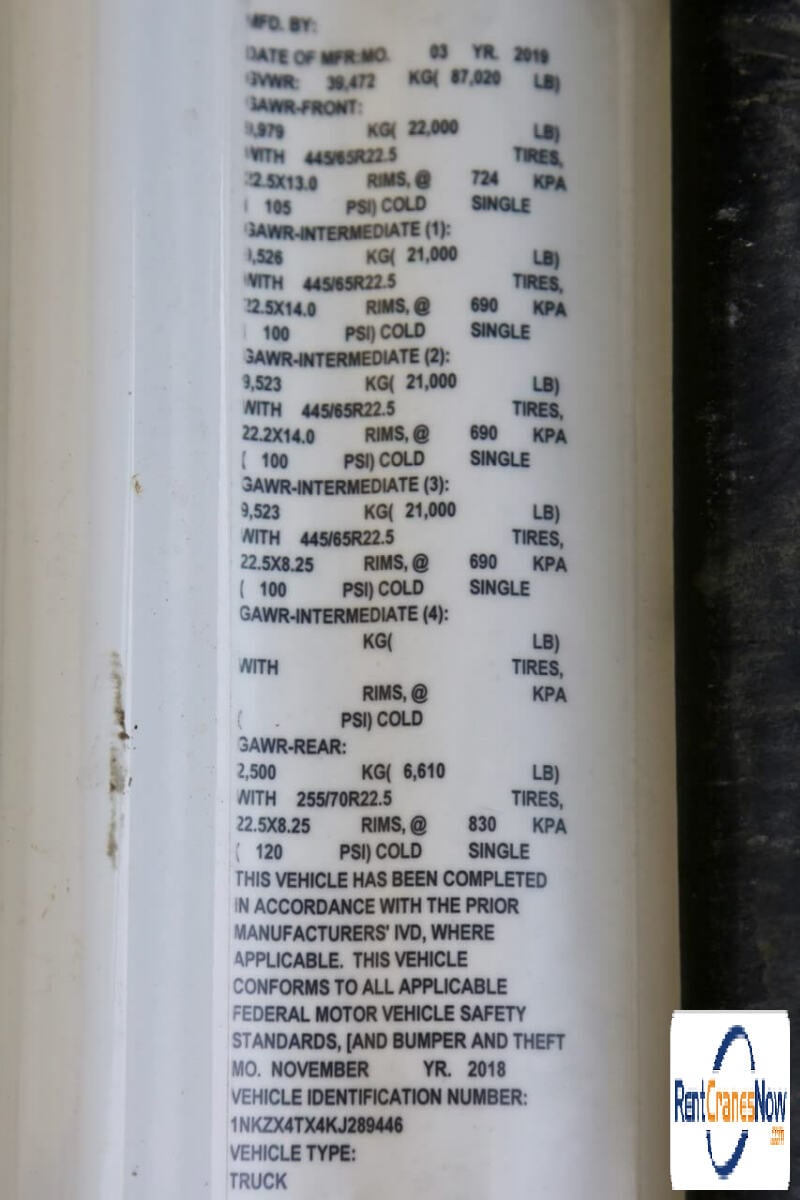 MFD. BY:
DATE OF MFR:MO. 03 YR. 2019
GVWR: 39,472 KG( 87,020 LB)
GAWR-FRONT:
9,979 KG( 22,000 LB)
WITH 445/65R22.5 TIRES,
22.5X13.0 RIMS, @ 724 KPA
( 105 PSI) COLD SINGLE
GAWR-INTERMEDIATE (1):
,526 KG( 21,000 LB)
WITH 445/65R22.5 TIRES,
22.5X14.0 RIMS, @ 690 KPA
( 100 PSI) COLD SINGLE
GAWR-INTERMEDIATE (2):
9,523 KG( 21,000 LB)
WITH 445/65R22.5 TIRES,
22.2X14.0 RIMS, @ 690 KPA
( 100 PSI) COLD SINGLE
GAWR-INTERMEDIATE (3):
9,523 KG( 21,000 LB)
WITH 445/65R22.5 TIRES,
22.5X8.25 RIMS, @ 690 KPA
( 100 PSI) COLD SINGLE
GAWR-INTERMEDIATE (4):
KG( LB)
WITH TIRES,
RIMS, @ KPA
( PSI) COLD
GAWR-REAR:
2,500 KG( 6,610 LB)
WITH 255/70R22.5 TIRES,
22.5X8.25 RIMS, @ 830 KPA
( 120 PSI) COLD SINGLE
THIS VEHICLE HAS BEEN COMPLETED
IN ACCORDANCE WITH THE PRIOR
MANUFACTURERS' IVD, WHERE
APPLICABLE. THIS VEHICLE
CONFORMS TO ALL APPLICABLE
FEDERAL MOTOR VEHICLE SAFETY
STANDARDS, [AND BUMPER AND THEFT
MO. NOVEMBER YR. 2018
VEHICLE IDENTIFICATION NUMBER:
1NKZX4TX4KJ289446
VEHICLE TYPE:
TRUCK
RentCranesNow
.com